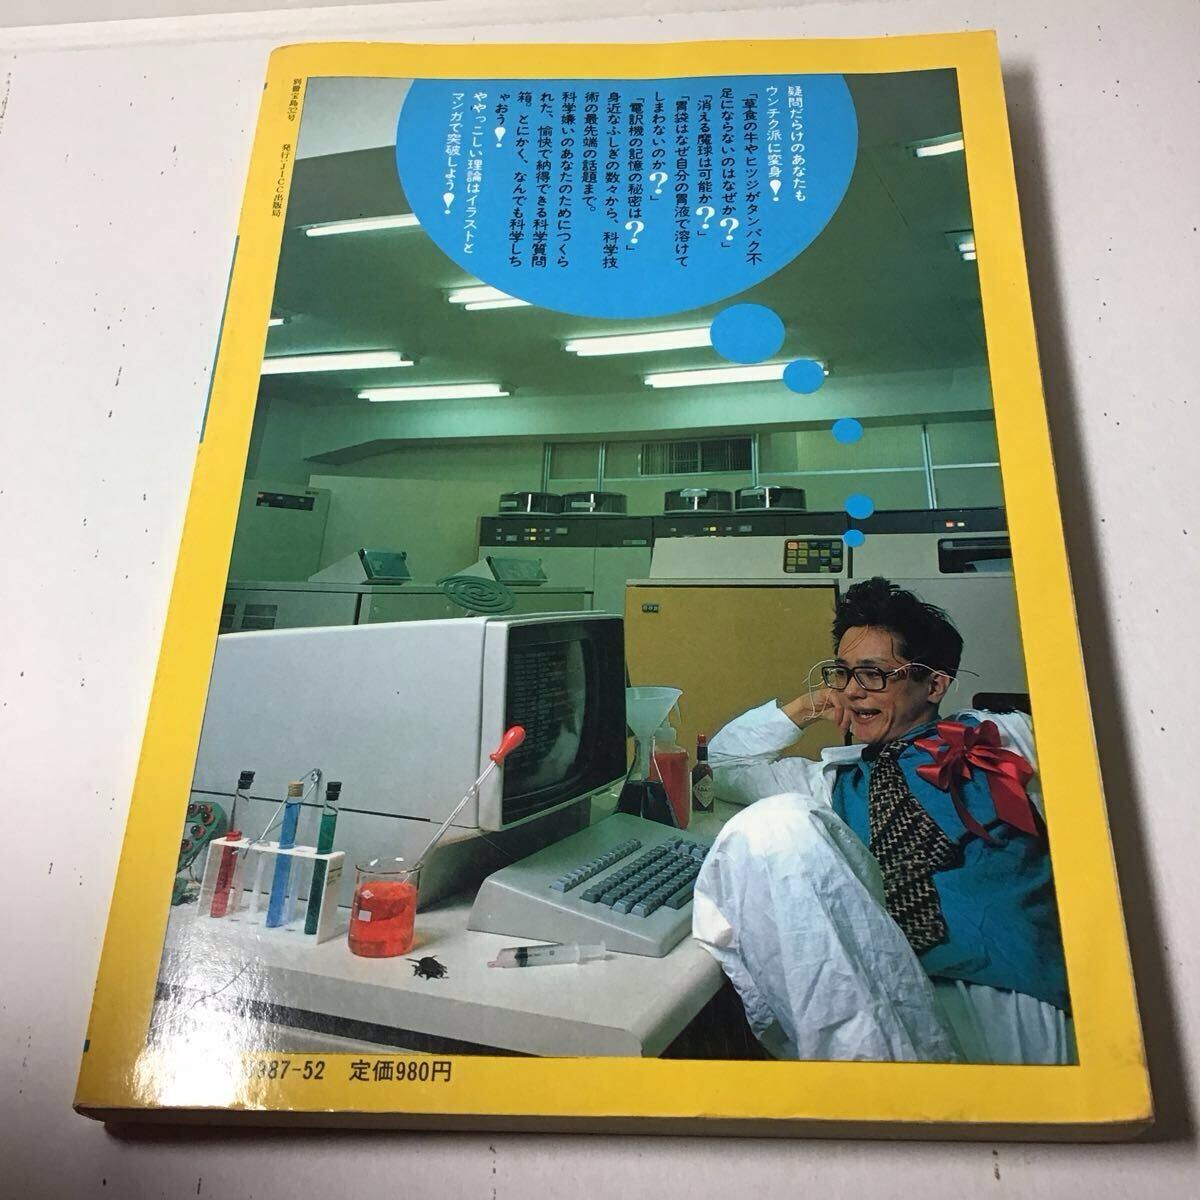 疑問だらけのあなたも
ウンチク派に変身!
「草食の牛やヒツジがタンパク不
足にならないのはなぜか?」
「消える魔球は可能か?」
「胃袋はなぜ自分の胃液で溶けて
しまわないのか?」
「電訳機の記憶の秘密は?」
身近なふしぎの数々から、科学技
術の最先端の話題まで。
科学嫌いのあなたのためにつくら
れた、愉快で納得できる科学質問
箱。とにかく、なんでも科学しち
ゃおう!
ややっこしい理論はイラストと
マンガで突破しよう!
別冊宝島32号
発行:JICC出版局
987-52 定価980円